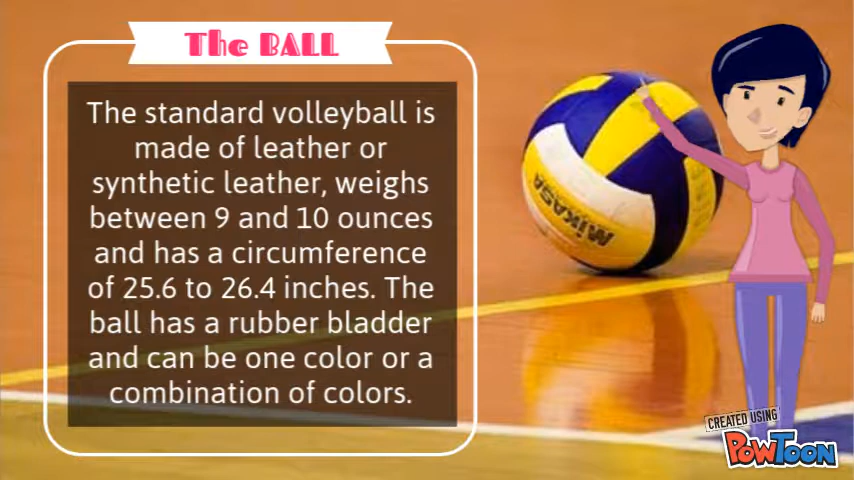 The BALL
The standard volleyball is
made of leather or
synthetic leather, weighs
between 9 and 10 ounces
and has a circumference
of 25.6 to 26.4 inches. The
ball has a rubber bladder
and can be one color or a
combination of colors.
MIKASA
CREATED USING
POWTOON